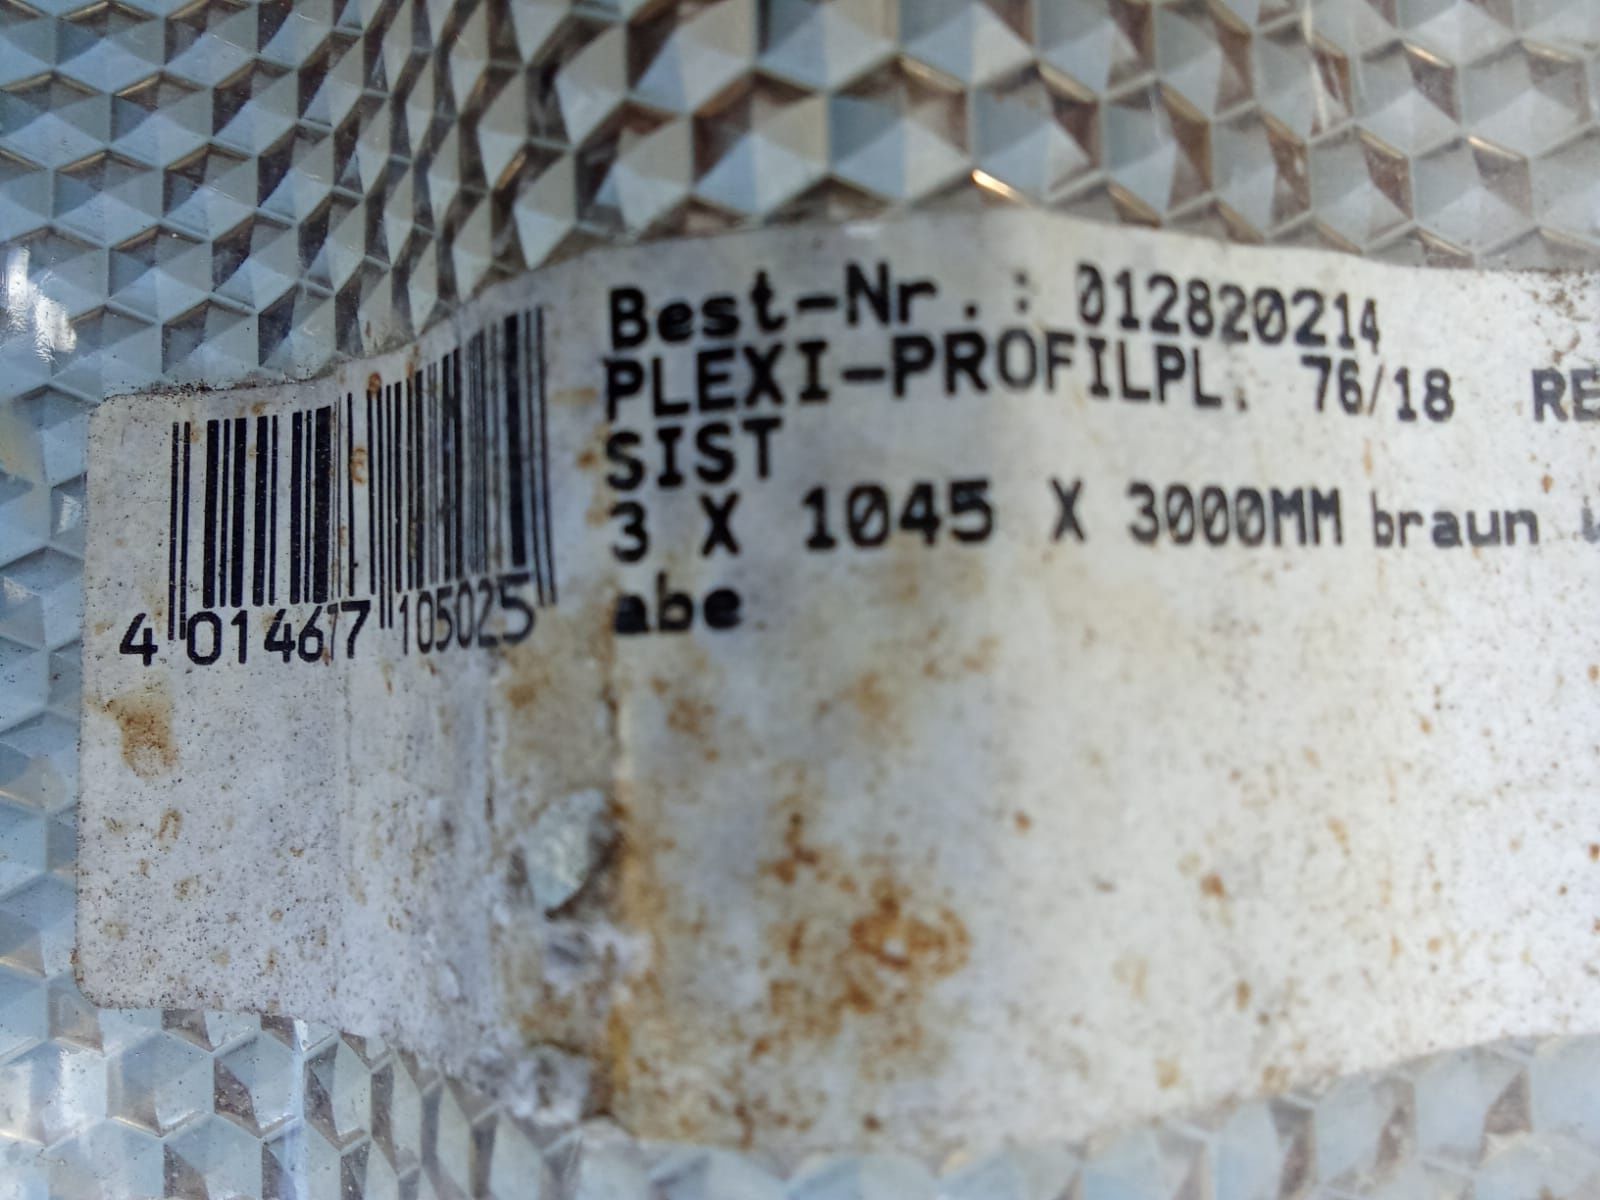 Best-Nr.: 012820214
PLEXI-PROFILPL. 76/18 RE
SIST
3 X 1045 X 3000MM braun w
abe
4 014677 105025